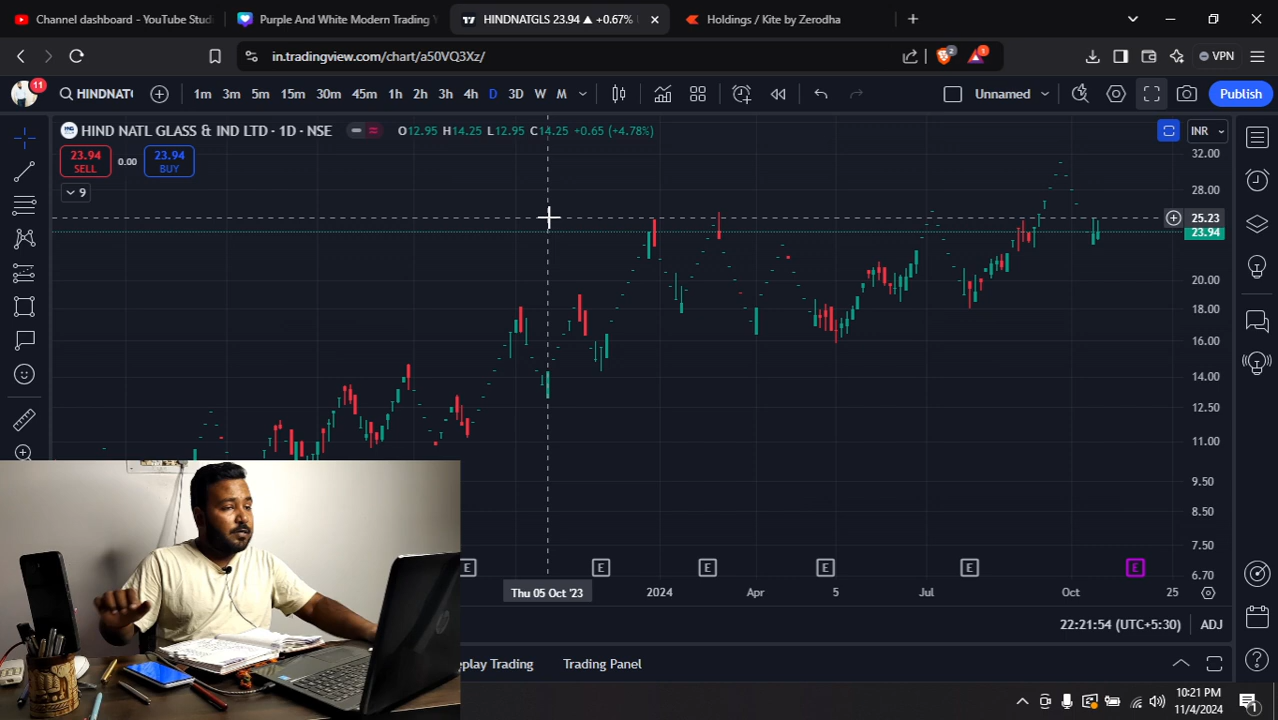 Channel dashboard - YouTube Stud
Purple And White Modern Trading Y
HINDNATGLS 23.94 ▲ +0.67%
Holdings / Kite by Zerodha
in.tradingview.com/chart/a50VQ3Xz/
2
VPN
11
HINDNAT
1m 3m 5m 15m 30m 45m 1h 2h 3h 4h D 3D W M
Unnamed
Publish
HIND NATL GLASS & IND LTD · 1D · NSE
O12.95 H14.25 L12.95 C14.25 +0.65 (+4.78%)
INR
23.94 SELL
0.00
23.94 BUY
9
32.00
28.00
25.23
23.94
20.00
18.00
16.00
14.00
12.50
11.00
9.50
8.50
7.50
6.70
E E E E E E
Thu 05 Oct '23
2024
Apr
5
Jul
Oct
25
22:21:54 (UTC+5:30)
ADJ
eplay Trading
Trading Panel
10:21 PM
11/4/2024
1